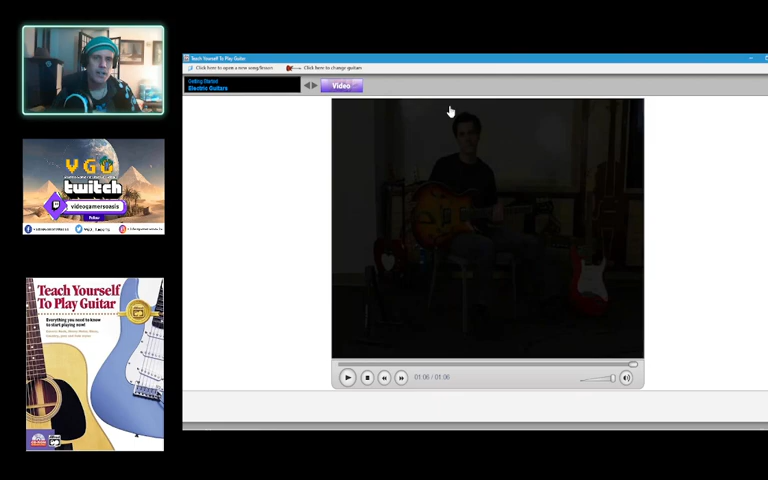 Teach Yourself To Play Guitar
Click here to open a new song/lesson
Click here to change guitars
Getting Started
Electric Guitars
Video
01:06 / 01:06
VGO
twitch
videogamersoasis
Follow
Teach Yourself
To Play Guitar
Everything you need to know
to start playing now!